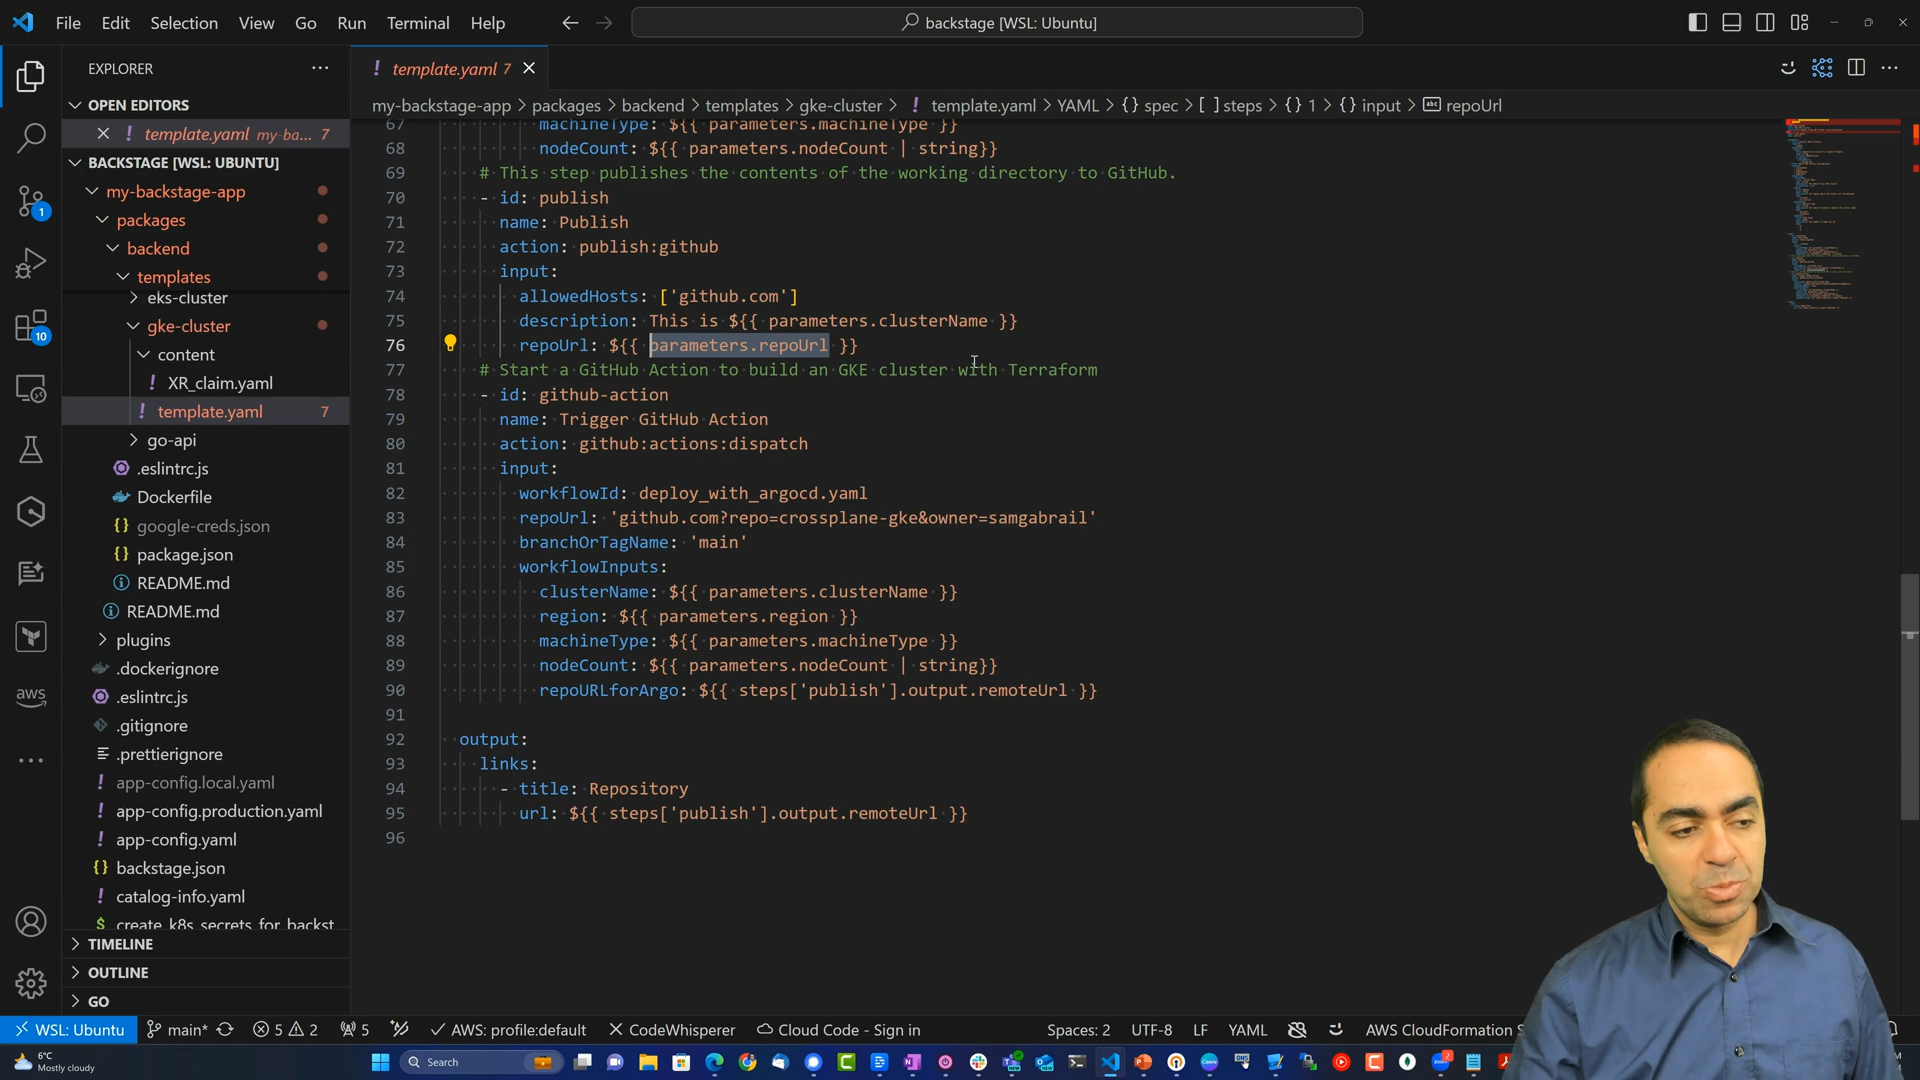 File Edit Selection View Go Run Terminal Help
backstage [WSL: Ubuntu]
EXPLORER
template.yaml 7
OPEN EDITORS
template.yaml my-ba... 7
BACKSTAGE [WSL: UBUNTU]
my-backstage-app
packages
backend
templates
eks-cluster
gke-cluster
content
XR_claim.yaml
template.yaml 7
go-api
.eslintrc.js
Dockerfile
google-creds.json
package.json
README.md
README.md
plugins
.dockerignore
.eslintrc.js
.gitignore
.prettierignore
app-config.local.yaml
app-config.production.yaml
app-config.yaml
backstage.json
catalog-info.yaml
create_k8s_secrets_for_backst
TIMELINE
OUTLINE
GO
1
10
aws
my-backstage-app > packages > backend > templates > gke-cluster > template.yaml > YAML > {} spec > [ ] steps > {} 1 > {} input > abc repoUrl
67 machineType: ${{ parameters.machineType }}
68 nodeCount: ${{ parameters.nodeCount | string}}
69 # This step publishes the contents of the working directory to GitHub.
70 - id: publish
71 name: Publish
72 action: publish:github
73 input:
74 allowedHosts: ['github.com']
75 description: This is ${{ parameters.clusterName }}
76 repoUrl: ${{ parameters.repoUrl }}
77 # Start a GitHub Action to build an GKE cluster with Terraform
78 - id: github-action
79 name: Trigger GitHub Action
80 action: github:actions:dispatch
81 input:
82 workflowId: deploy_with_argocd.yaml
83 repoUrl: 'github.com?repo=crossplane-gke&owner=samgabrail'
84 branchOrTagName: 'main'
85 workflowInputs:
86 clusterName: ${{ parameters.clusterName }}
87 region: ${{ parameters.region }}
88 machineType: ${{ parameters.machineType }}
89 nodeCount: ${{ parameters.nodeCount | string}}
90 repoURLforArgo: ${{ steps['publish'].output.remoteUrl }}
91
92 output:
93 links:
94 - title: Repository
95 url: ${{ steps['publish'].output.remoteUrl }}
96
WSL: Ubuntu main* 5 2 5 AWS: profile:default CodeWhisperer Cloud Code - Sign in Spaces: 2 UTF-8 LF YAML AWS CloudFormation
6°C
Mostly cloudy
Search